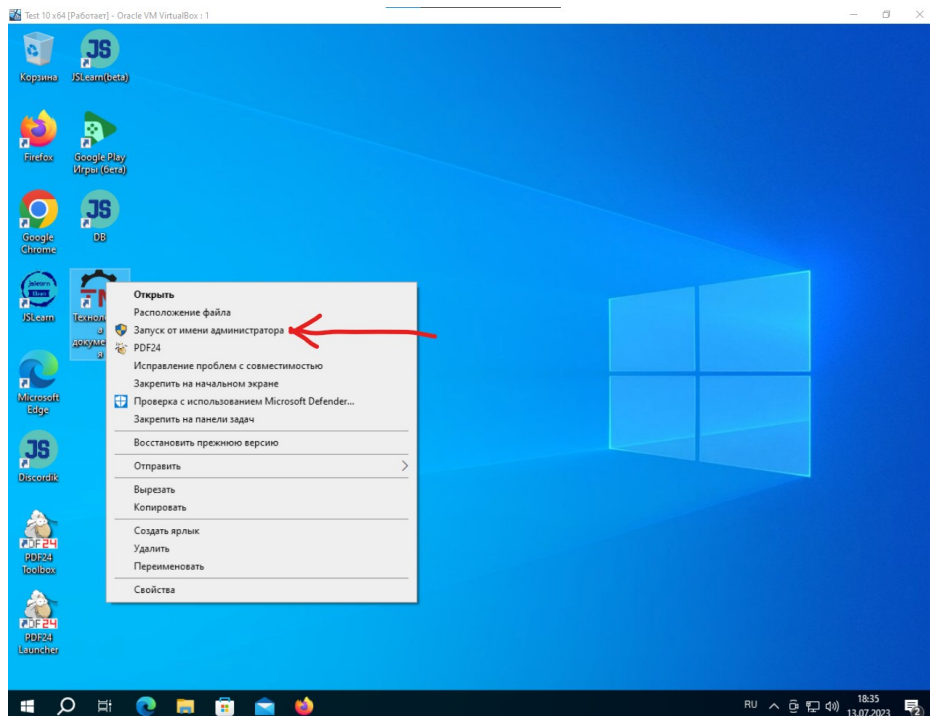 Test 10 x64 [Работает] - Oracle VM VirtualBox : 1
Корзина
JSLearn(beta)
Firefox
Google Play
Игры (бета)
Google
Chrome
DB
JSLearn
Microsoft
Edge
Discordik
PDF24
Toolbox
PDF24
Launcher
Открыть
Расположение файла
Запуск от имени администратора
PDF24
Исправление проблем с совместимостью
Закрепить на начальном экране
Проверка с использованием Microsoft Defender...
Закрепить на панели задач
Восстановить прежнюю версию
Отправить
Вырезать
Копировать
Создать ярлык
Удалить
Переименовать
Свойства
RU
18:35
13.07.2023